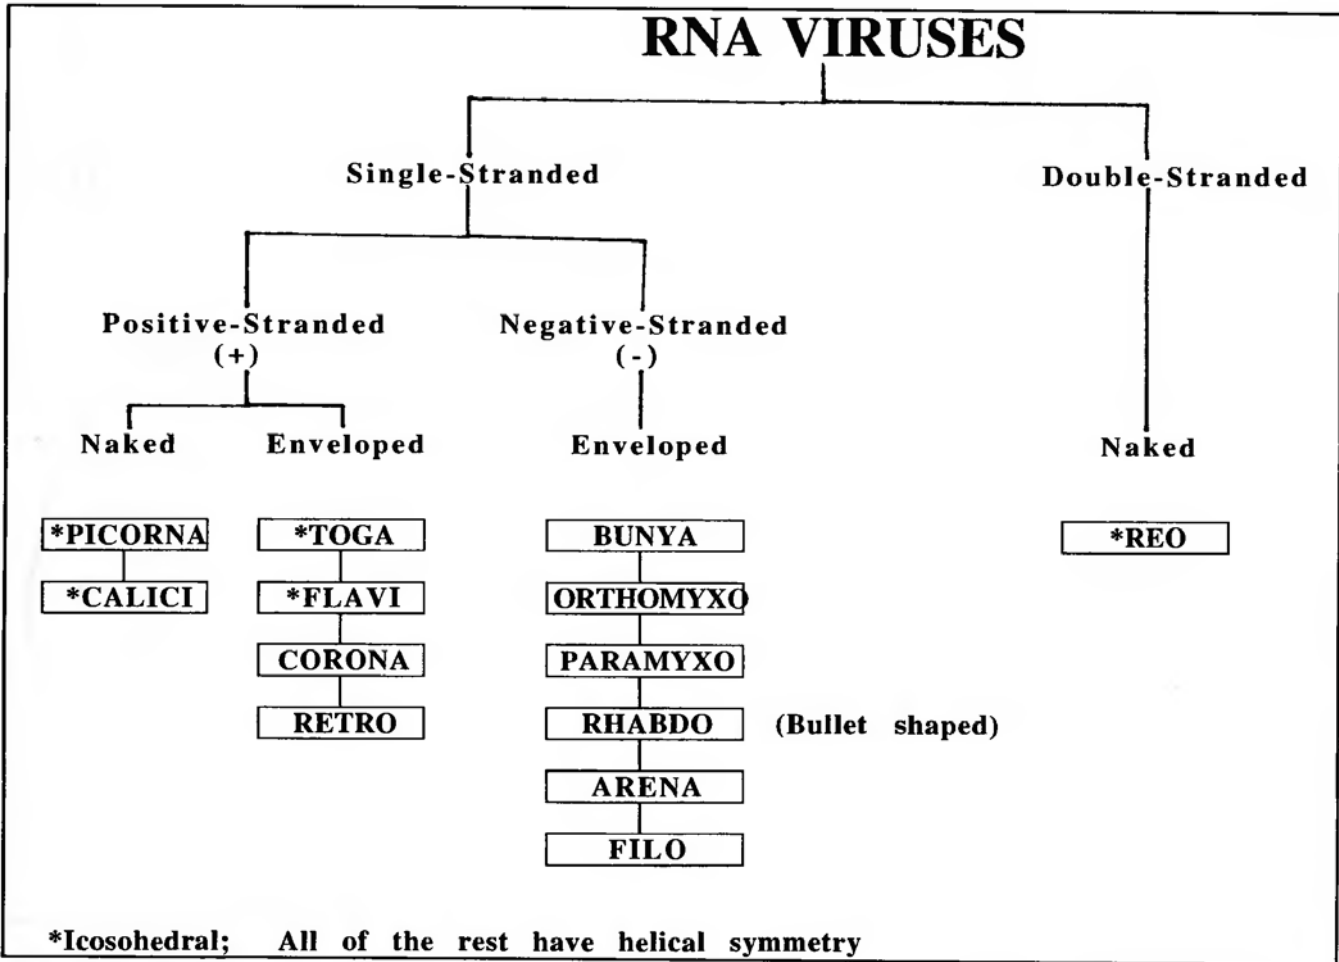 RNA VIRUSES
Single-Stranded
Double-Stranded
Positive-Stranded
(+)
Negative-Stranded
(-)
Naked
Enveloped
Enveloped
Naked
*PICORNA
*CALICI
*TOGA
*FLAVI
CORONA
RETRO
BUNYA
ORTHOMYXO
PARAMYXO
RHABDO (Bullet shaped)
ARENA
FILO
*REO
*Icosohedral; All of the rest have helical symmetry